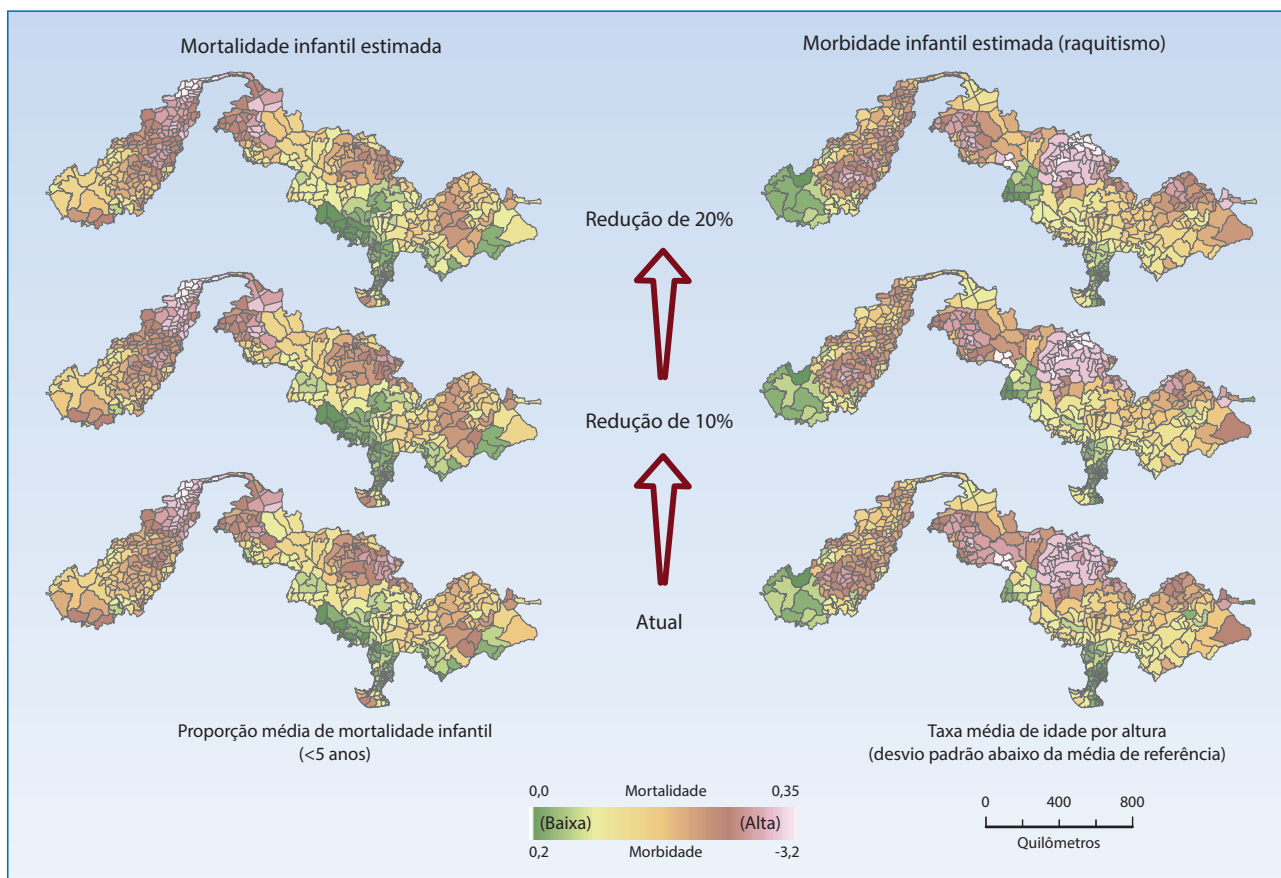 Mortalidade infantil estimada
Morbidade infantil estimada (raquitismo)
Redução de 20%
Redução de 10%
Atual
Proporção média de mortalidade infantil
(<5 anos)
Taxa média de idade por altura
(desvio padrão abaixo da média de referência)
0,0 Mortalidade 0,35
(Baixa) (Alta)
0,2 Morbidade -3,2
0 400 800
Quilômetros